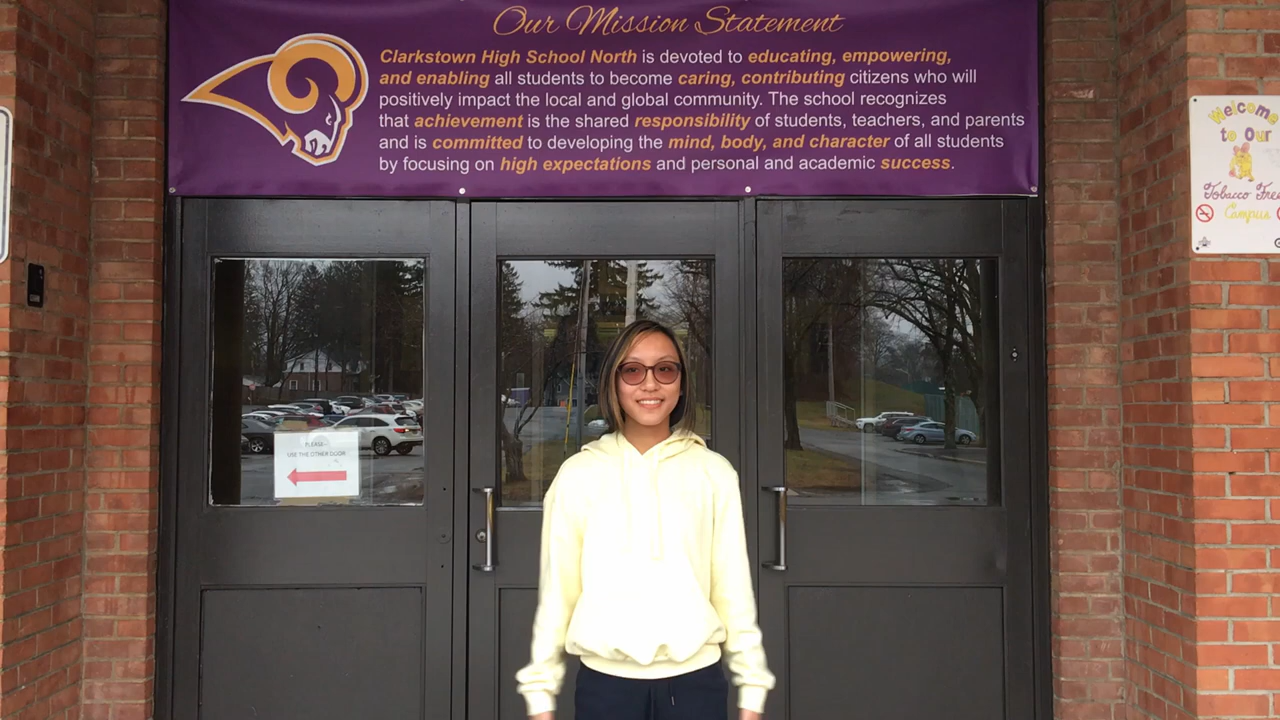 Our Mission Statement
Clarkstown High School North is devoted to educating, empowering,
and enabling all students to become caring, contributing citizens who will
positively impact the local and global community. The school recognizes
that achievement is the shared responsibility of students, teachers, and parents
and is committed to developing the mind, body, and character of all students
by focusing on high expectations and personal and academic success.
Welcome
to Our
Tobacco Free
Campus
PLEASE
USE THE OTHER DOOR